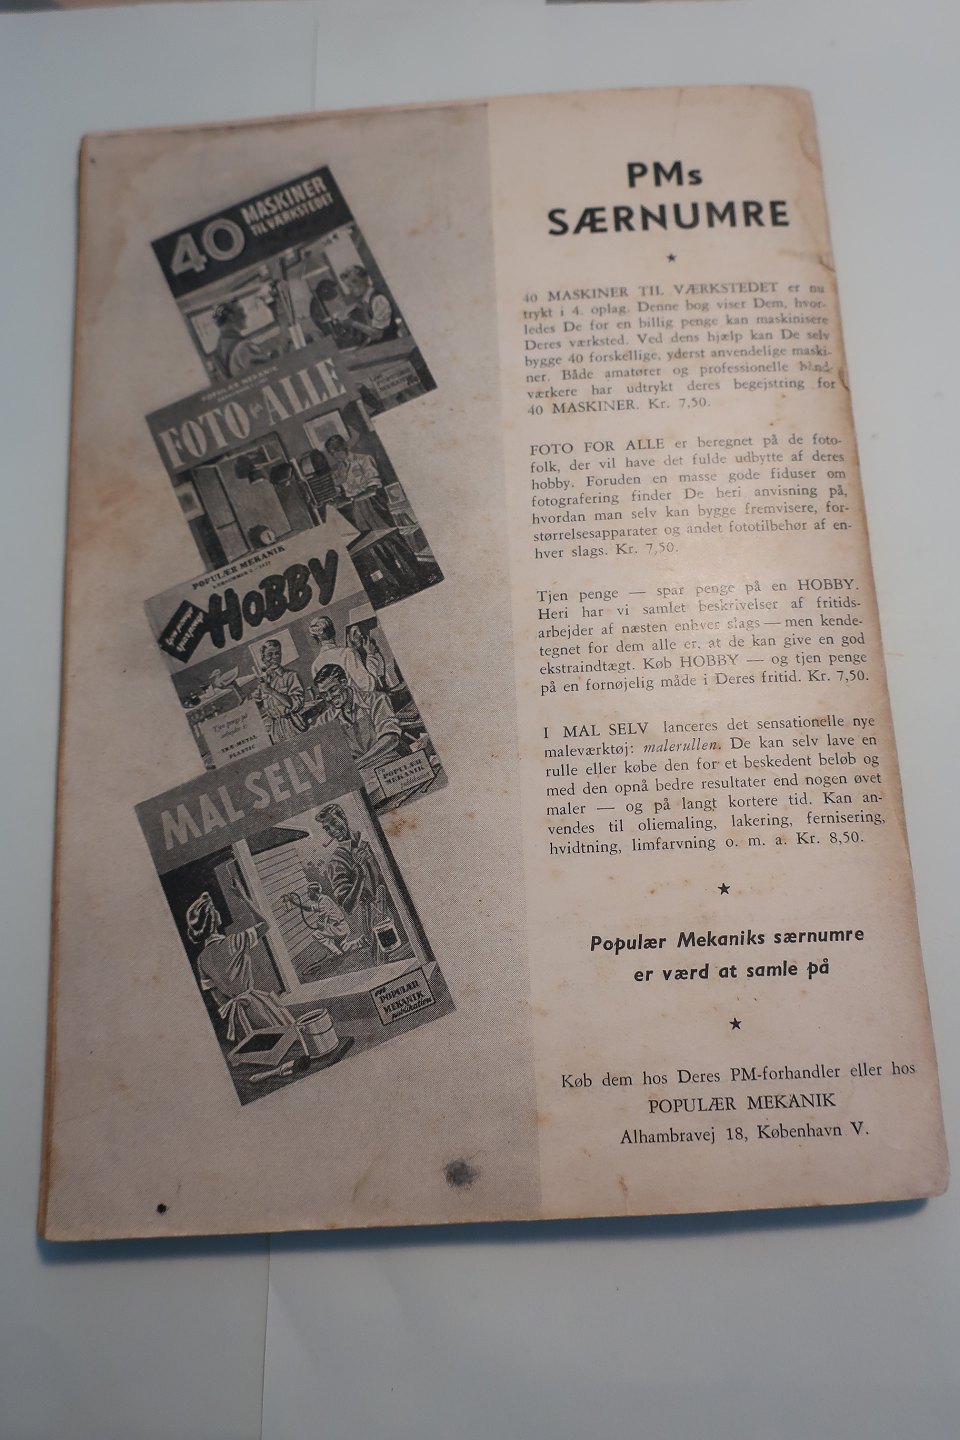 40
MASKINER
TIL VÆRKSTEDET
POPULÆR MEKANIK
FOTO for ALLE
POPULÆR MEKANIK
HOBBY
TRÆ-METAL
PLASTIC
POPULÆR
MEKANIK
publikation
MAL SELV
POPULÆR
MEKANIK
publikation
PMs
SÆRNUMRE
★
40 MASKINER TIL VÆRKSTEDET er nu
trykt i 4. oplag. Denne bog viser Dem, hvor-
ledes De for en billig penge kan maskinisere
Deres værksted. Ved dens hjælp kan De selv
bygge 40 forskellige, yderst anvendelige maski-
ner. Både amatører og professionelle hånd-
værkere har udtrykt deres begejstring for
40 MASKINER. Kr. 7,50.
FOTO FOR ALLE er beregnet på de foto-
folk, der vil have det fulde udbytte af deres
hobby. Foruden en masse gode fiduser om
fotografering finder De heri anvisning på,
hvordan man selv kan bygge fremvisere, for-
størrelsesapparater og andet fototilbehør af en-
hver slags. Kr. 7,50.
Tjen penge — spar penge på en HOBBY.
Heri har vi samlet beskrivelser af fritids-
arbejder af næsten enhver slags — men kende-
tegnet for dem alle er, at de kan give en god
ekstraindtægt. Køb HOBBY — og tjen penge
på en fornøjelig måde i Deres fritid. Kr. 7,50.
I MAL SELV lanceres det sensationelle nye
maleværktøj: malerullen. De kan selv lave en
rulle eller købe den for et beskedent beløb og
med den opnå bedre resultater end nogen øvet
maler — og på langt kortere tid. Kan an-
vendes til oliemaling, lakering, fernisering,
hvidtning, limfarvning o. m. a. Kr. 8,50.
★
Populær Mekaniks særnumre
er værd at samle på
★
Køb dem hos Deres PM-forhandler eller hos
POPULÆR MEKANIK
Alhambravej 18, København V.